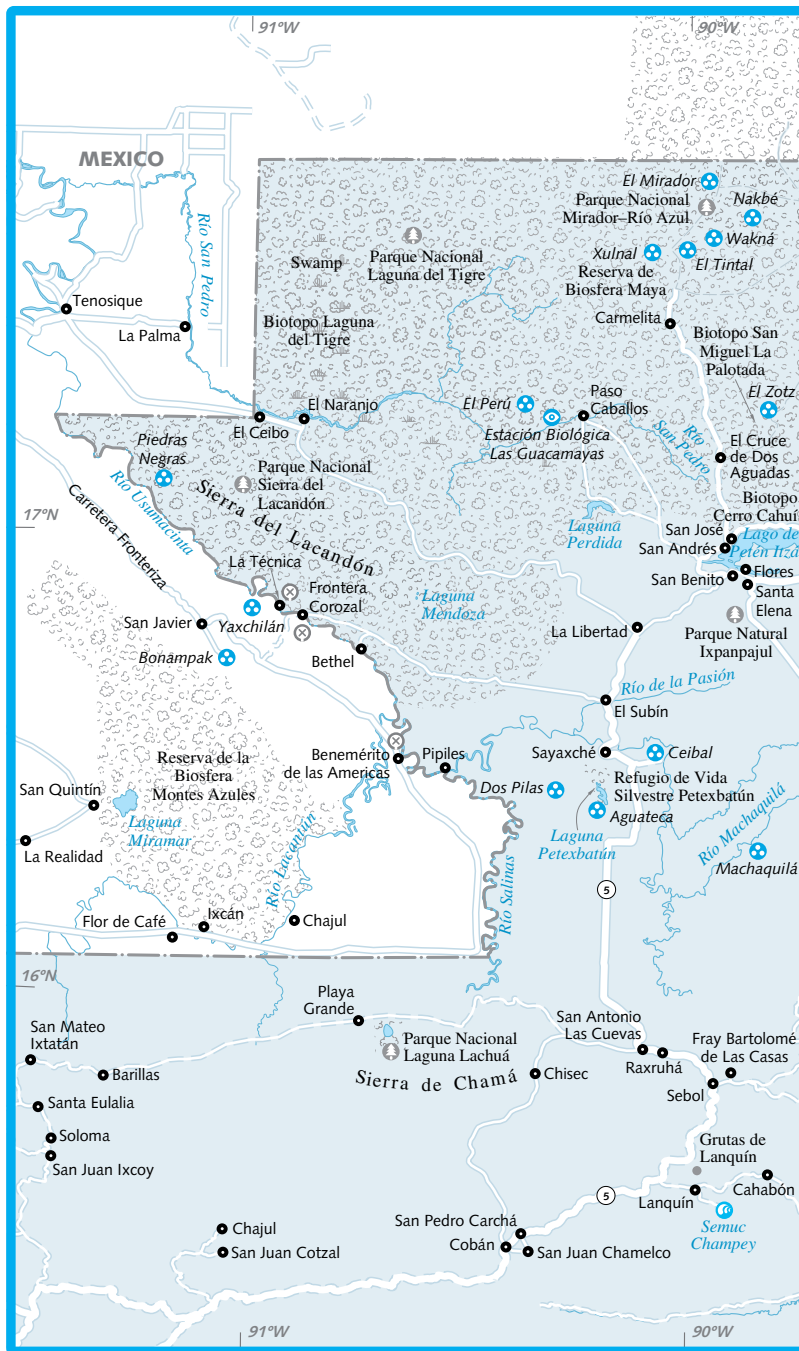 91°W
90°W
MEXICO
El Mirador
Parque Nacional
Mirador–Río Azul
Nakbé
Wakná
Xulnal
El Tintal
Reserva de
Biosfera Maya
Río San Pedro
Swamp
Parque Nacional
Laguna del Tigre
Tenosique
La Palma
Biotopo Laguna
del Tigre
Carmelita
Biotopo San
Miguel La
Palotada
El Zotz
El Perú
Paso
Caballos
El Naranjo
El Ceibo
Estación Biológica
Las Guacamayas
Río
San Pedro
El Cruce
de Dos
Aguadas
Piedras
Negras
Parque Nacional
Sierra del
Lacandón
Sierra del Lacandón
Río Usumacinta
Carretera Fronteriza
17°N
Biotopo
Cerro Cahuí
Laguna
Perdida
San José
San Andrés
Lago de
Petén Itzá
Flores
San Benito
Santa
Elena
La Técnica
Frontera
Corozal
Laguna
Mendoza
San Javier
Yaxchilán
La Libertad
Parque Natural
Ixpanpajul
Bonampak
Bethel
Río de la Pasión
El Subín
Reserva de la
Biosfera
Montes Azules
Benemérito
de las Americas
Pipiles
Sayaxché
Ceibal
San Quintín
Dos Pilas
Refugio de Vida
Silvestre Petexbatún
Aguateca
Laguna
Miramar
Laguna
Petexbatún
Río Machaquilá
La Realidad
Machaquilá
Río Lacantún
Río Salinas
5
Flor de Café
Ixcán
Chajul
16°N
Playa
Grande
San Antonio
Las Cuevas
San Mateo
Ixtatán
Parque Nacional
Laguna Lachuá
Fray Bartolomé
de Las Casas
Raxruhá
Barillas
Sierra de Chamá
Chisec
Sebol
Santa Eulalia
Soloma
San Juan Ixcoy
Grutas de
Lanquín
5
Lanquín
Cahabón
Chajul
San Pedro Carchá
Semuc
Champey
San Juan Cotzal
Cobán
San Juan Chamelco
91°W
90°W